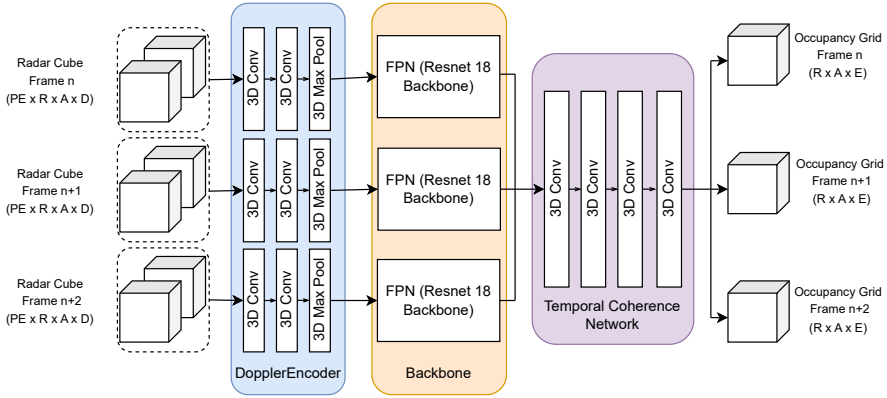 Radar Cube
Frame n
(PE x R x A x D)
3D Conv
3D Conv
3D Max Pool
FPN (Resnet 18
Backbone)
Occupancy Grid
Frame n
(R x A x E)
Radar Cube
Frame n+1
(PE x R x A x D)
3D Conv
3D Conv
3D Max Pool
FPN (Resnet 18
Backbone)
3D Conv
3D Conv
3D Conv
3D Conv
Occupancy Grid
Frame n+1
(R x A x E)
Radar Cube
Frame n+2
(PE x R x A x D)
3D Conv
3D Conv
3D Max Pool
FPN (Resnet 18
Backbone)
Temporal Coherence
Network
Occupancy Grid
Frame n+2
(R x A x E)
DopplerEncoder
Backbone